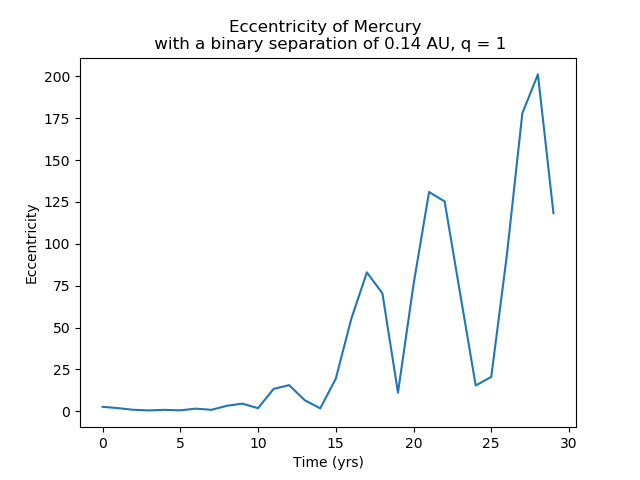 Eccentricity of Mercury
with a binary separation of 0.14 AU, q = 1
200
175
150
125
100
75
50
25
0
Eccentricity
0 5 10 15 20 25 30
Time (yrs)